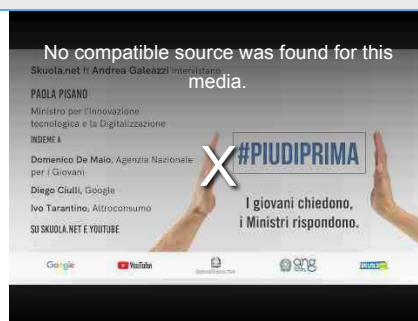 No compatible source was found for this
media.
Skuola.net ft Andrea Galeazzi intervistano
PAOLA PISANO
Ministro per l'Innovazione
tecnologica e la Digitalizzazione
INSIEME A
Domenico De Maio, Agenzia Nazionale
per i Giovani
Diego Ciulli, Google
Ivo Tarantino, Altroconsumo
SU SKUOLA.NET E YOUTUBE
X
#PIUDIPRIMA
I giovani chiedono,
i Ministri rispondono.
Google
YouTube
ang